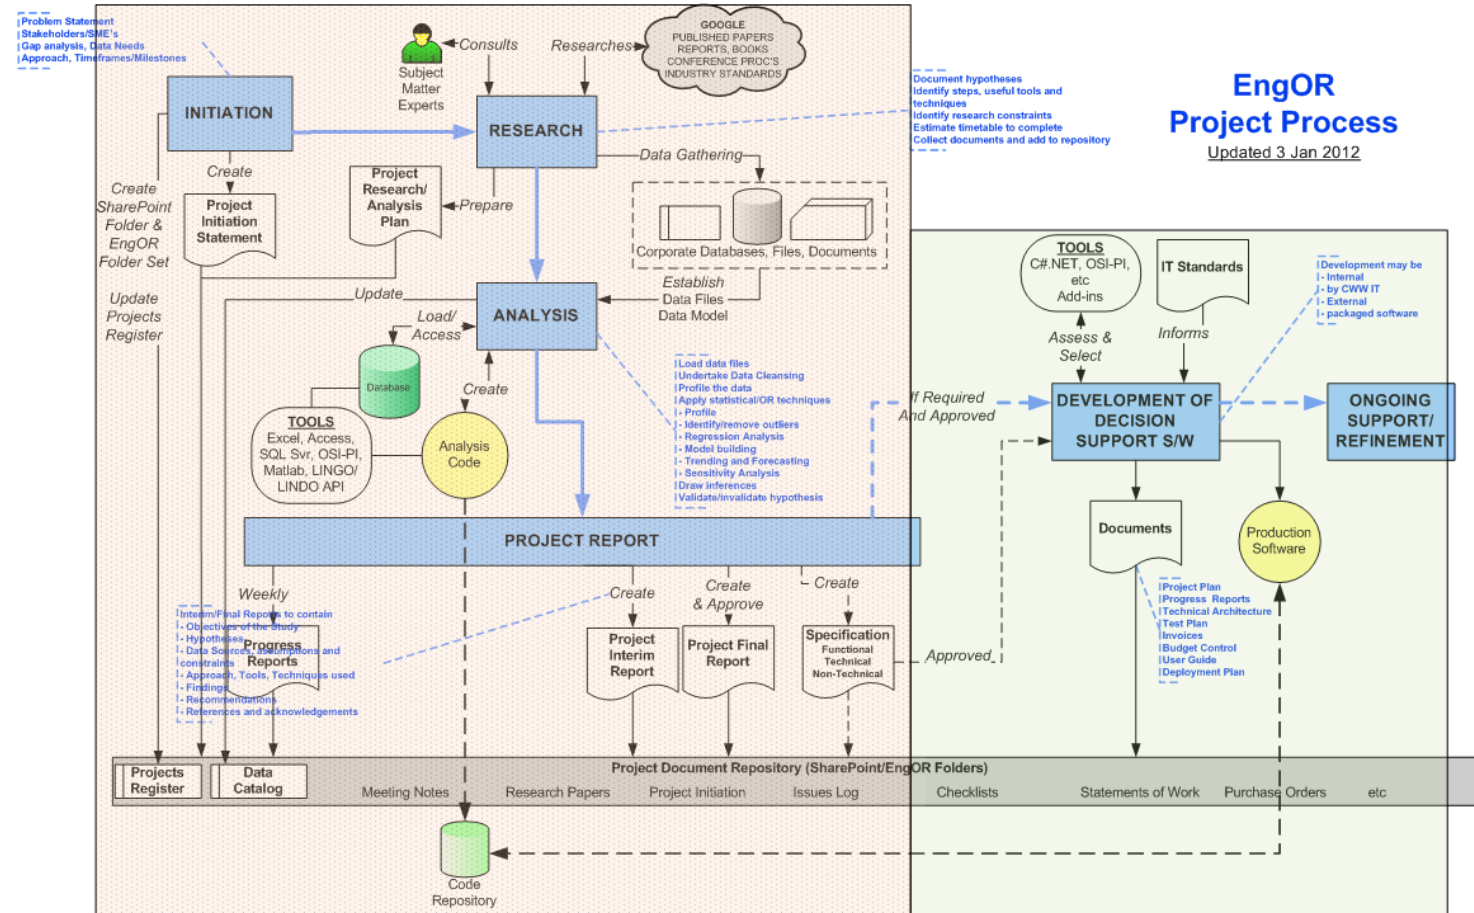 Problem Statement
Stakeholders/SME's
Gap analysis, Data Needs
Approach, Timeframes/Milestones
INITIATION
Create
SharePoint
Folder &
EngOR
Folder Set
Create
Project
Initiation
Statement
Update
Projects
Register
Subject
Matter
Experts
Consults
Researches
GOOGLE
PUBLISHED PAPERS
REPORTS, BOOKS
CONFERENCE PROC'S
INDUSTRY STANDARDS
RESEARCH
Document hypotheses
Identify steps, useful tools and
techniques
Identify research constraints
Estimate timetable to complete
Collect documents and add to repository
EngOR
Project Process
Updated 3 Jan 2012
Project
Research/
Analysis
Plan
Prepare
Data Gathering
Corporate Databases, Files, Documents
Establish
Data Files
Data Model
Update
Load/
Access
ANALYSIS
Database
Create
TOOLS
Excel, Access,
SQL Svr, OSI-PI,
Matlab, LINGO/
LINDO API
Analysis
Code
Load data files
Undertake Data Cleansing
Profile the data
Apply statistical/OR techniques
- Profile
- Identify/remove outliers
- Regression Analysis
- Model building
- Trending and Forecasting
- Sensitivity Analysis
Draw inferences
Validate/invalidate hypothesis
TOOLS
C#.NET, OSI-PI,
etc
Add-ins
IT Standards
Development may be
- Internal
- by CWW IT
- External
- packaged software
Assess &
Select
Informs
If Required
And Approved
DEVELOPMENT OF
DECISION
SUPPORT S/W
ONGOING
SUPPORT/
REFINEMENT
Documents
Production
Software
Project Plan
Progress Reports
Technical Architecture
Test Plan
Invoices
Budget Control
User Guide
Deployment Plan
PROJECT REPORT
Weekly
Interim/Final Reports to contain
- Objectives of the Study
- Hypotheses
- Data Sources, assumptions and
constraints
- Approach, Tools, Techniques used
- Findings
- Recommendations
- References and acknowledgements
Progress
Reports
Create
Project
Interim
Report
Create
& Approve
Project Final
Report
Create
Specification
Functional
Technical
Non-Technical
Approved
Project Document Repository (SharePoint/EngOR Folders)
Projects
Register
Data
Catalog
Meeting Notes
Research Papers
Project Initiation
Issues Log
Checklists
Statements of Work
Purchase Orders
etc
Code
Repository